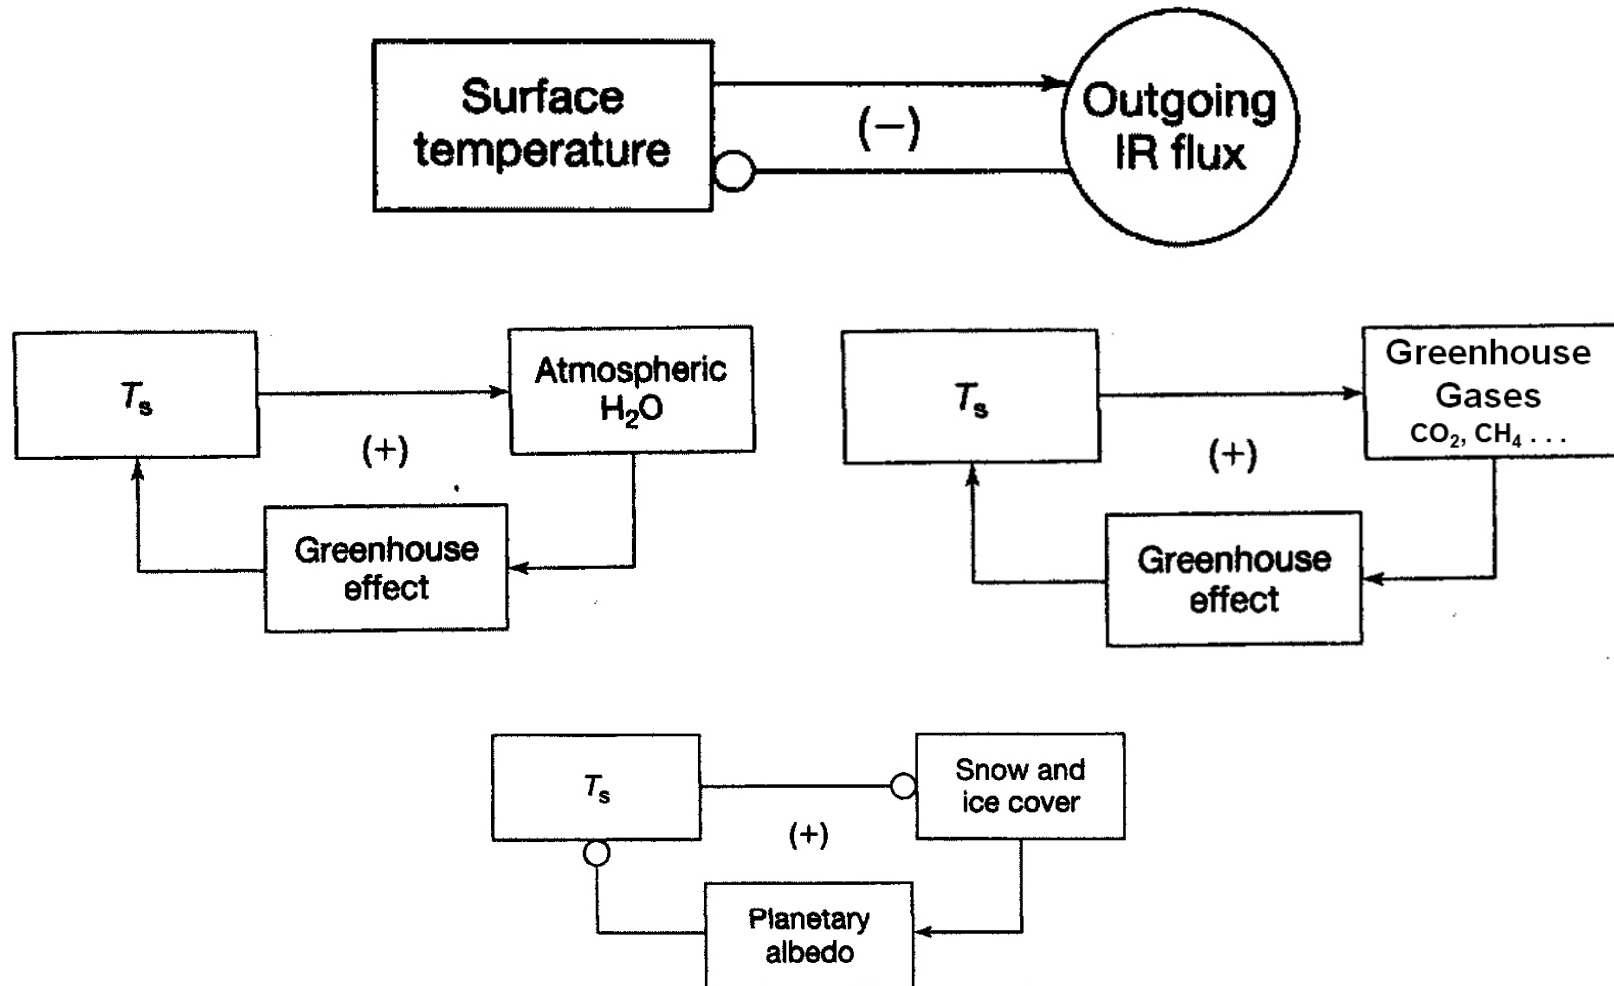 Surface
temperature
(−)
Outgoing
IR flux
Tₛ
(+)
Atmospheric
H₂O
Greenhouse
effect
Tₛ
(+)
Greenhouse
Gases
CO₂, CH₄ . . .
Greenhouse
effect
Tₛ
(+)
Snow and
ice cover
Planetary
albedo